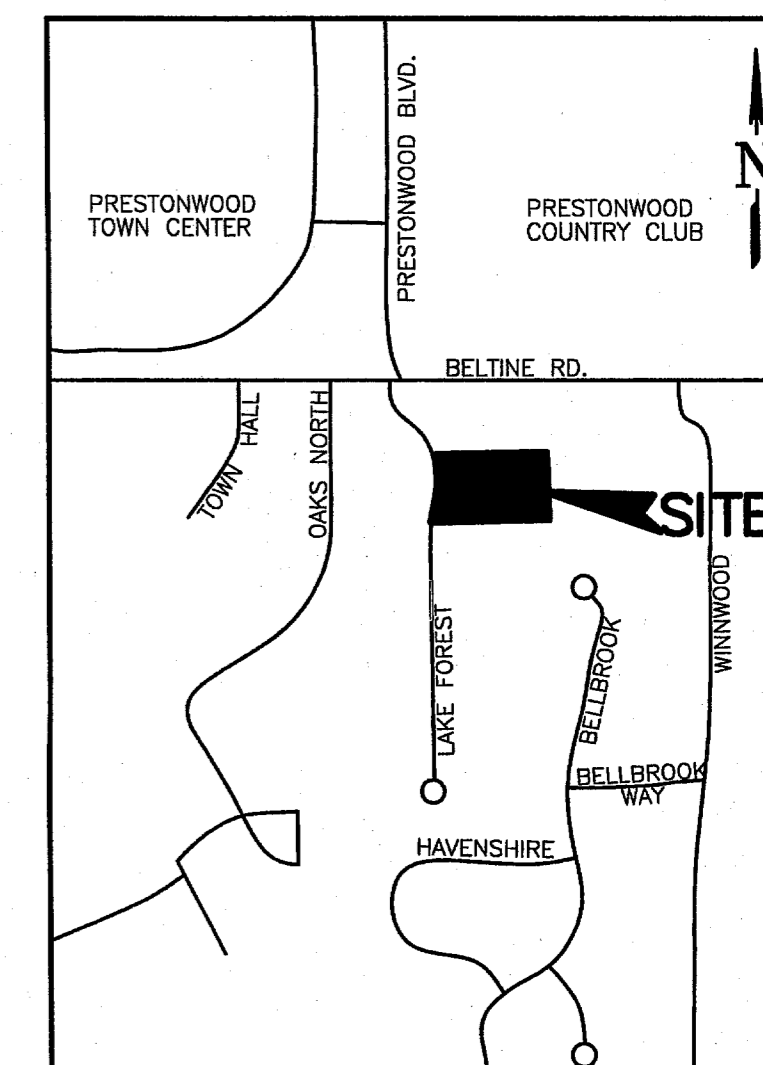 PRESTONWOOD BLVD.
N
PRESTONWOOD
TOWN CENTER
PRESTONWOOD
COUNTRY CLUB
BELTINE RD.
TOWN HALL
OAKS NORTH
SITE
WINNWOOD
LAKE FOREST
BELLBROOK
BELLBROOK
WAY
HAVENSHIRE